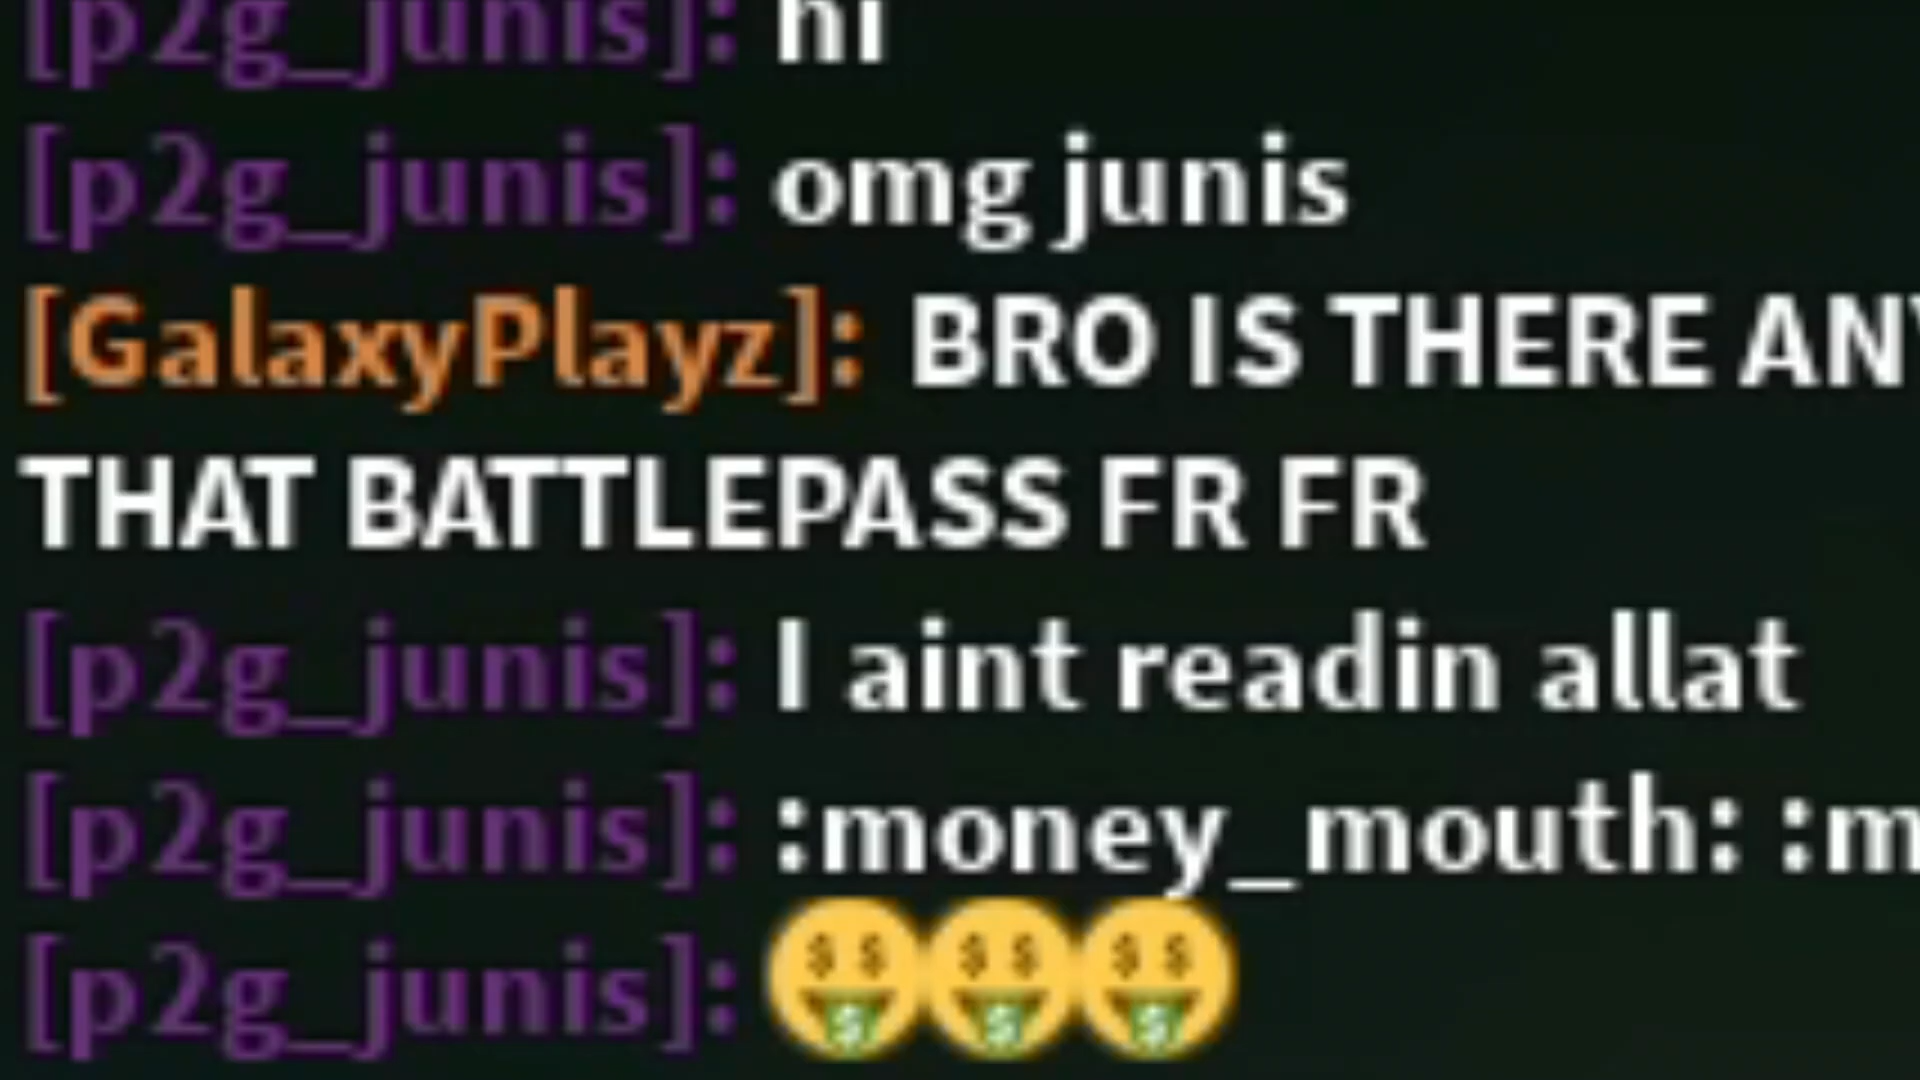 [p2g_junis]: hi
[p2g_junis]: omg junis
[GalaxyPlayz]: BRO IS THERE
THAT BATTLEPASS FR FR
[p2g_junis]: I aint readin allat
[p2g_junis]: :money_mouth:
[p2g_junis]: 🤑🤑🤑